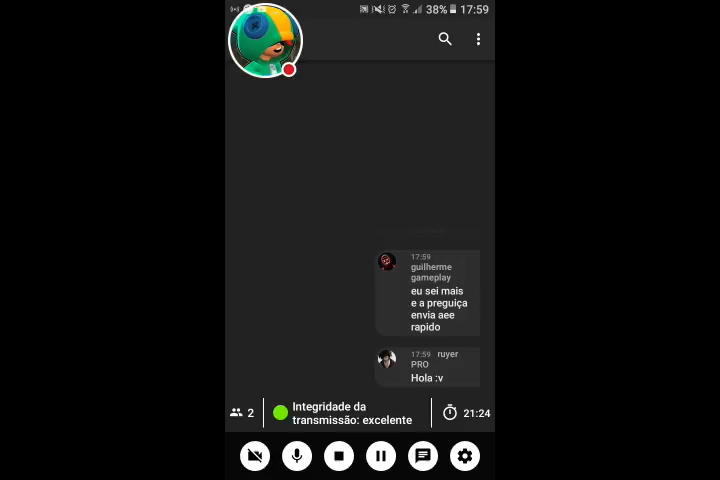 38% 17:59
17:59
guilherme
gameplay
eu sei mais
e a preguiça
envia aee
rapido
17:59 ruyer
PRO
Hola :v
2
Integridade da
transmissão: excelente
21:24